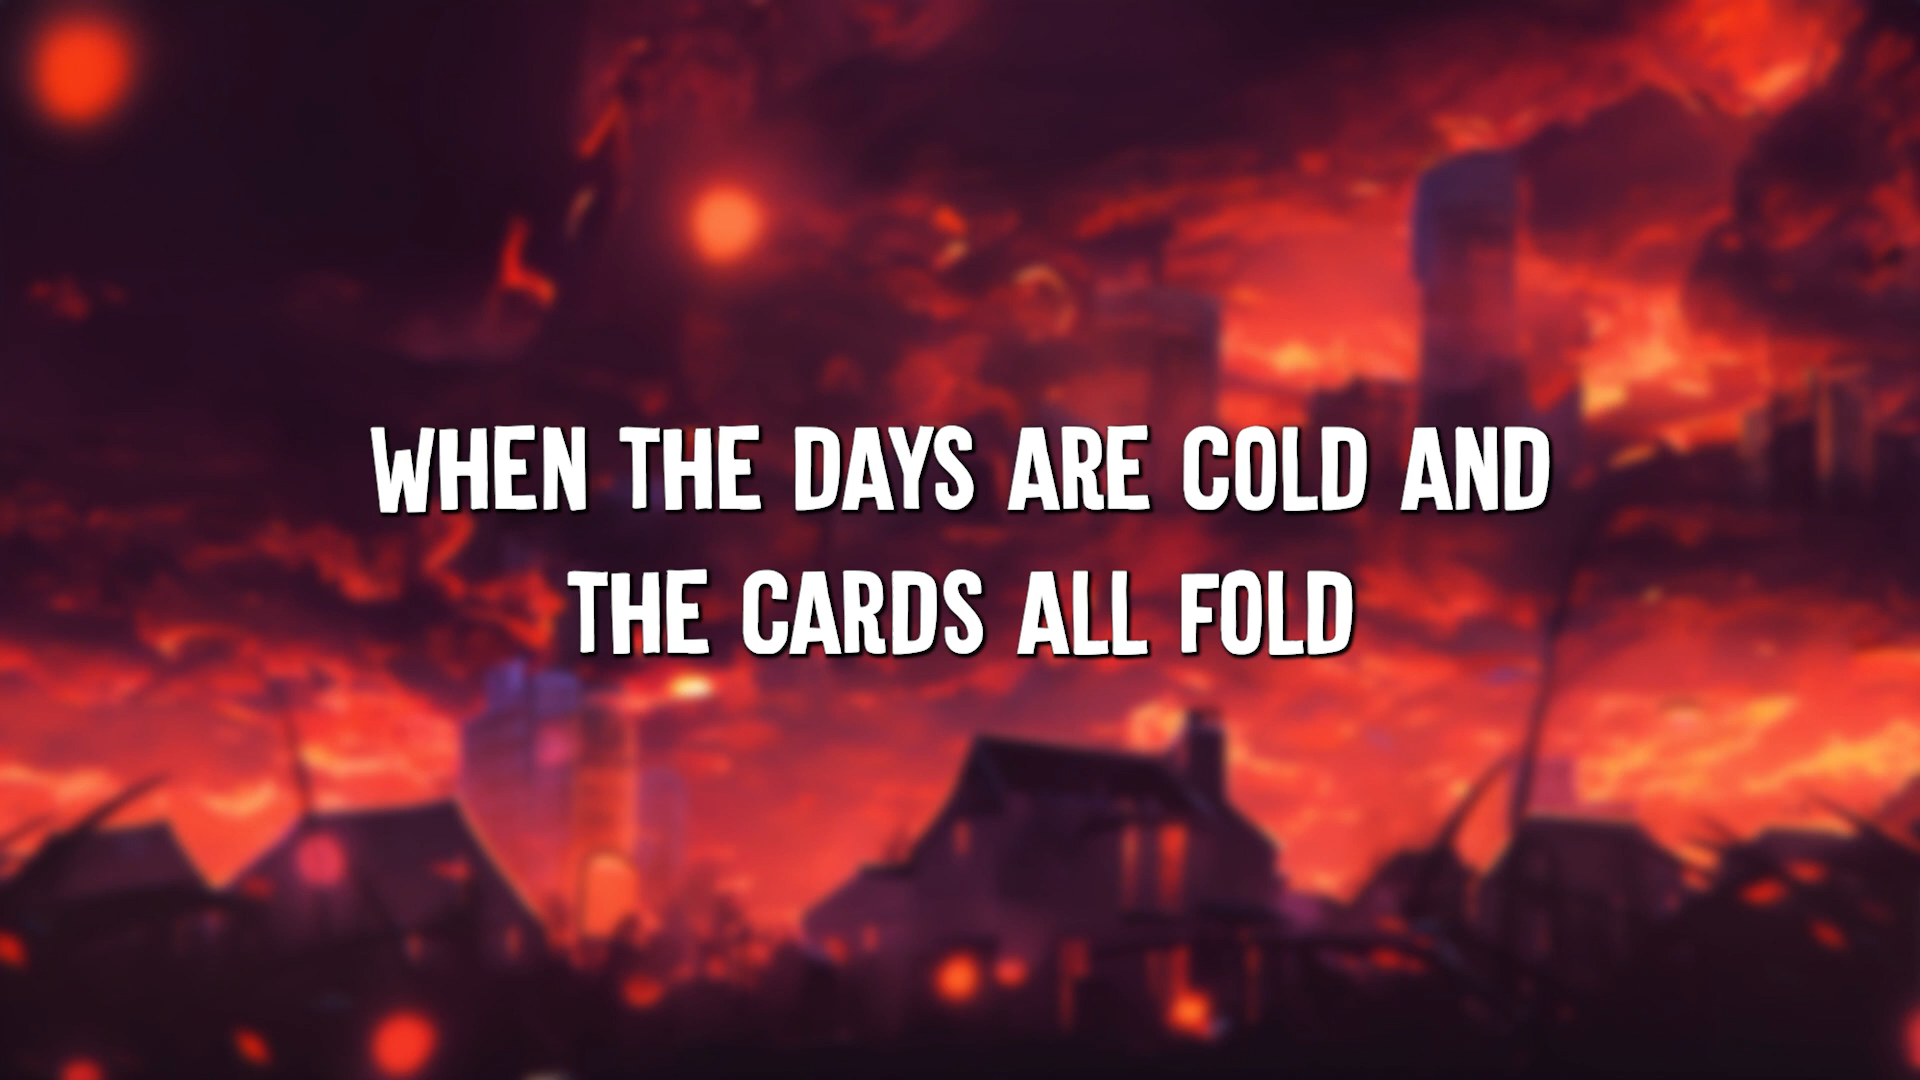 WHEN THE DAYS ARE COLD AND
THE CARDS ALL FOLD